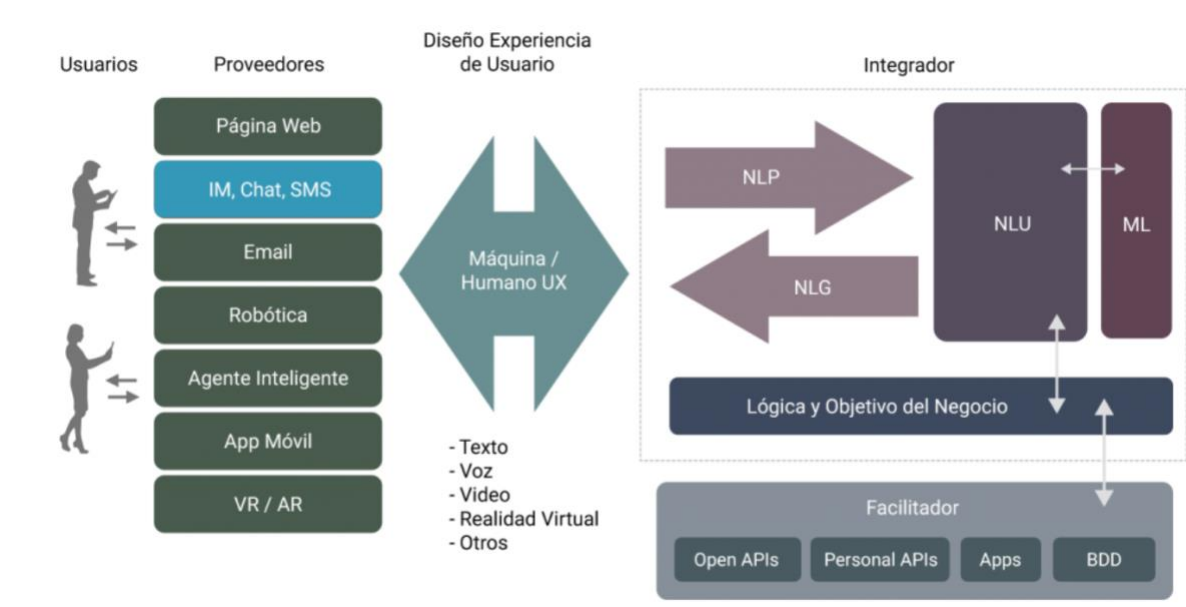 Usuarios
Proveedores
Diseño Experiencia
de Usuario
Integrador
Página Web
IM, Chat, SMS
Email
Robótica
Agente Inteligente
App Móvil
VR / AR
Máquina /
Humano UX
- Texto
- Voz
- Video
- Realidad Virtual
- Otros
NLP
NLG
NLU
ML
Lógica y Objetivo del Negocio
Facilitador
Open APIs
Personal APIs
Apps
BDD